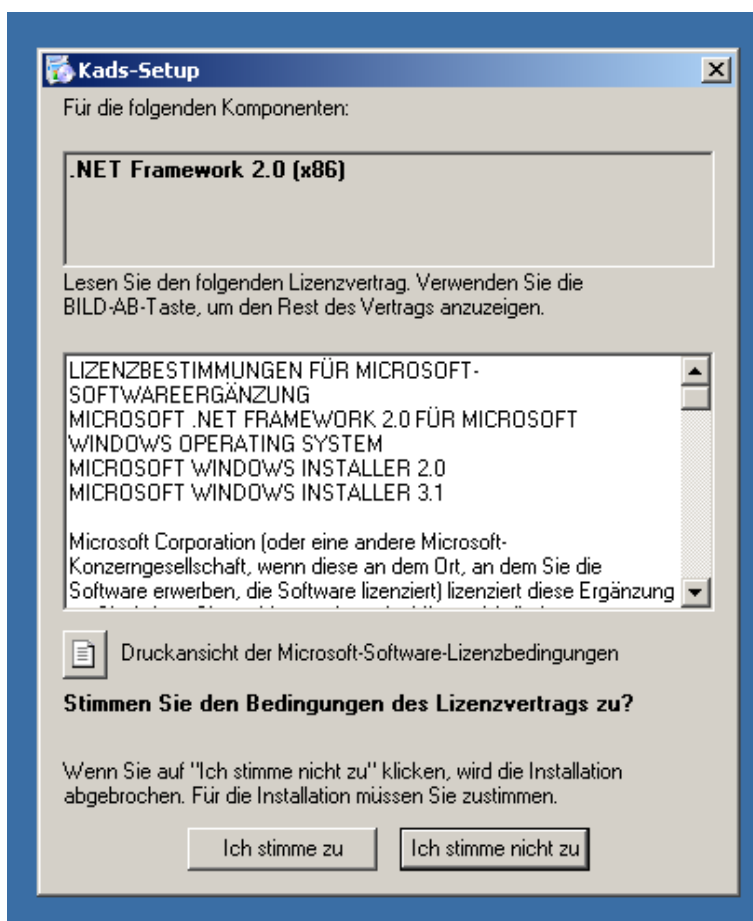 Kads-Setup
Für die folgenden Komponenten:
.NET Framework 2.0 (x86)
Lesen Sie den folgenden Lizenzvertrag. Verwenden Sie die
BILD-AB-Taste, um den Rest des Vertrags anzuzeigen.
LIZENZBESTIMMUNGEN FÜR MICROSOFT-
SOFTWAREERGÄNZUNG
MICROSOFT .NET FRAMEWORK 2.0 FÜR MICROSOFT
WINDOWS OPERATING SYSTEM
MICROSOFT WINDOWS INSTALLER 2.0
MICROSOFT WINDOWS INSTALLER 3.1
Microsoft Corporation (oder eine andere Microsoft-
Konzerngesellschaft, wenn diese an dem Ort, an dem Sie die
Software erwerben, die Software lizenziert) lizenziert diese Ergänzung
Druckansicht der Microsoft-Software-Lizenzbedingungen
Stimmen Sie den Bedingungen des Lizenzvertrags zu?
Wenn Sie auf "Ich stimme nicht zu" klicken, wird die Installation
abgebrochen. Für die Installation müssen Sie zustimmen.
Ich stimme zu
Ich stimme nicht zu